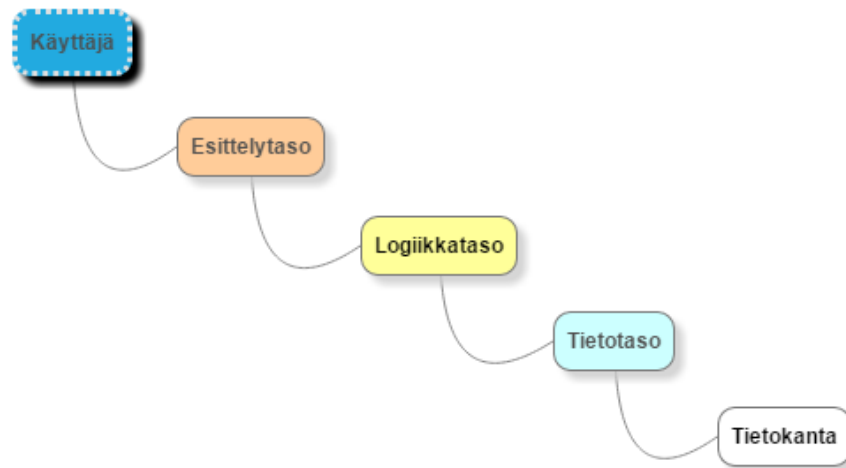 Käyttäjä
Esittelytaso
Logiikkataso
Tietotaso
Tietokanta